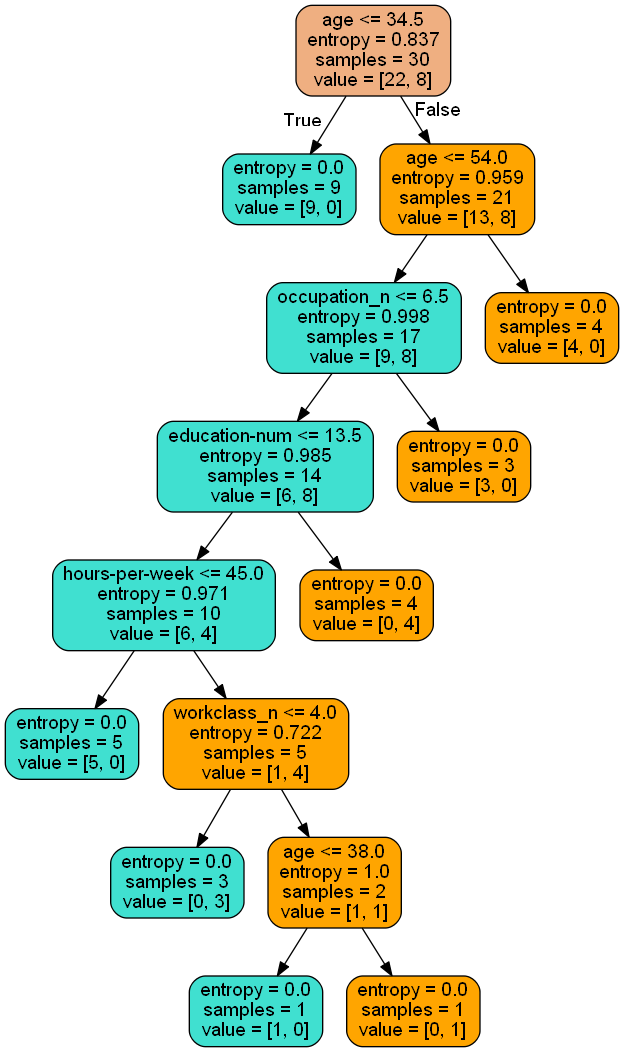 age <= 34.5
entropy = 0.837
samples = 30
value = [22, 8]
True
False
entropy = 0.0
samples = 9
value = [9, 0]
age <= 54.0
entropy = 0.959
samples = 21
value = [13, 8]
occupation_n <= 6.5
entropy = 0.998
samples = 17
value = [9, 8]
entropy = 0.0
samples = 4
value = [4, 0]
education-num <= 13.5
entropy = 0.985
samples = 14
value = [6, 8]
entropy = 0.0
samples = 3
value = [3, 0]
hours-per-week <= 45.0
entropy = 0.971
samples = 10
value = [6, 4]
entropy = 0.0
samples = 4
value = [0, 4]
entropy = 0.0
samples = 5
value = [5, 0]
workclass_n <= 4.0
entropy = 0.722
samples = 5
value = [1, 4]
entropy = 0.0
samples = 3
value = [0, 3]
age <= 38.0
entropy = 1.0
samples = 2
value = [1, 1]
entropy = 0.0
samples = 1
value = [1, 0]
entropy = 0.0
samples = 1
value = [0, 1]